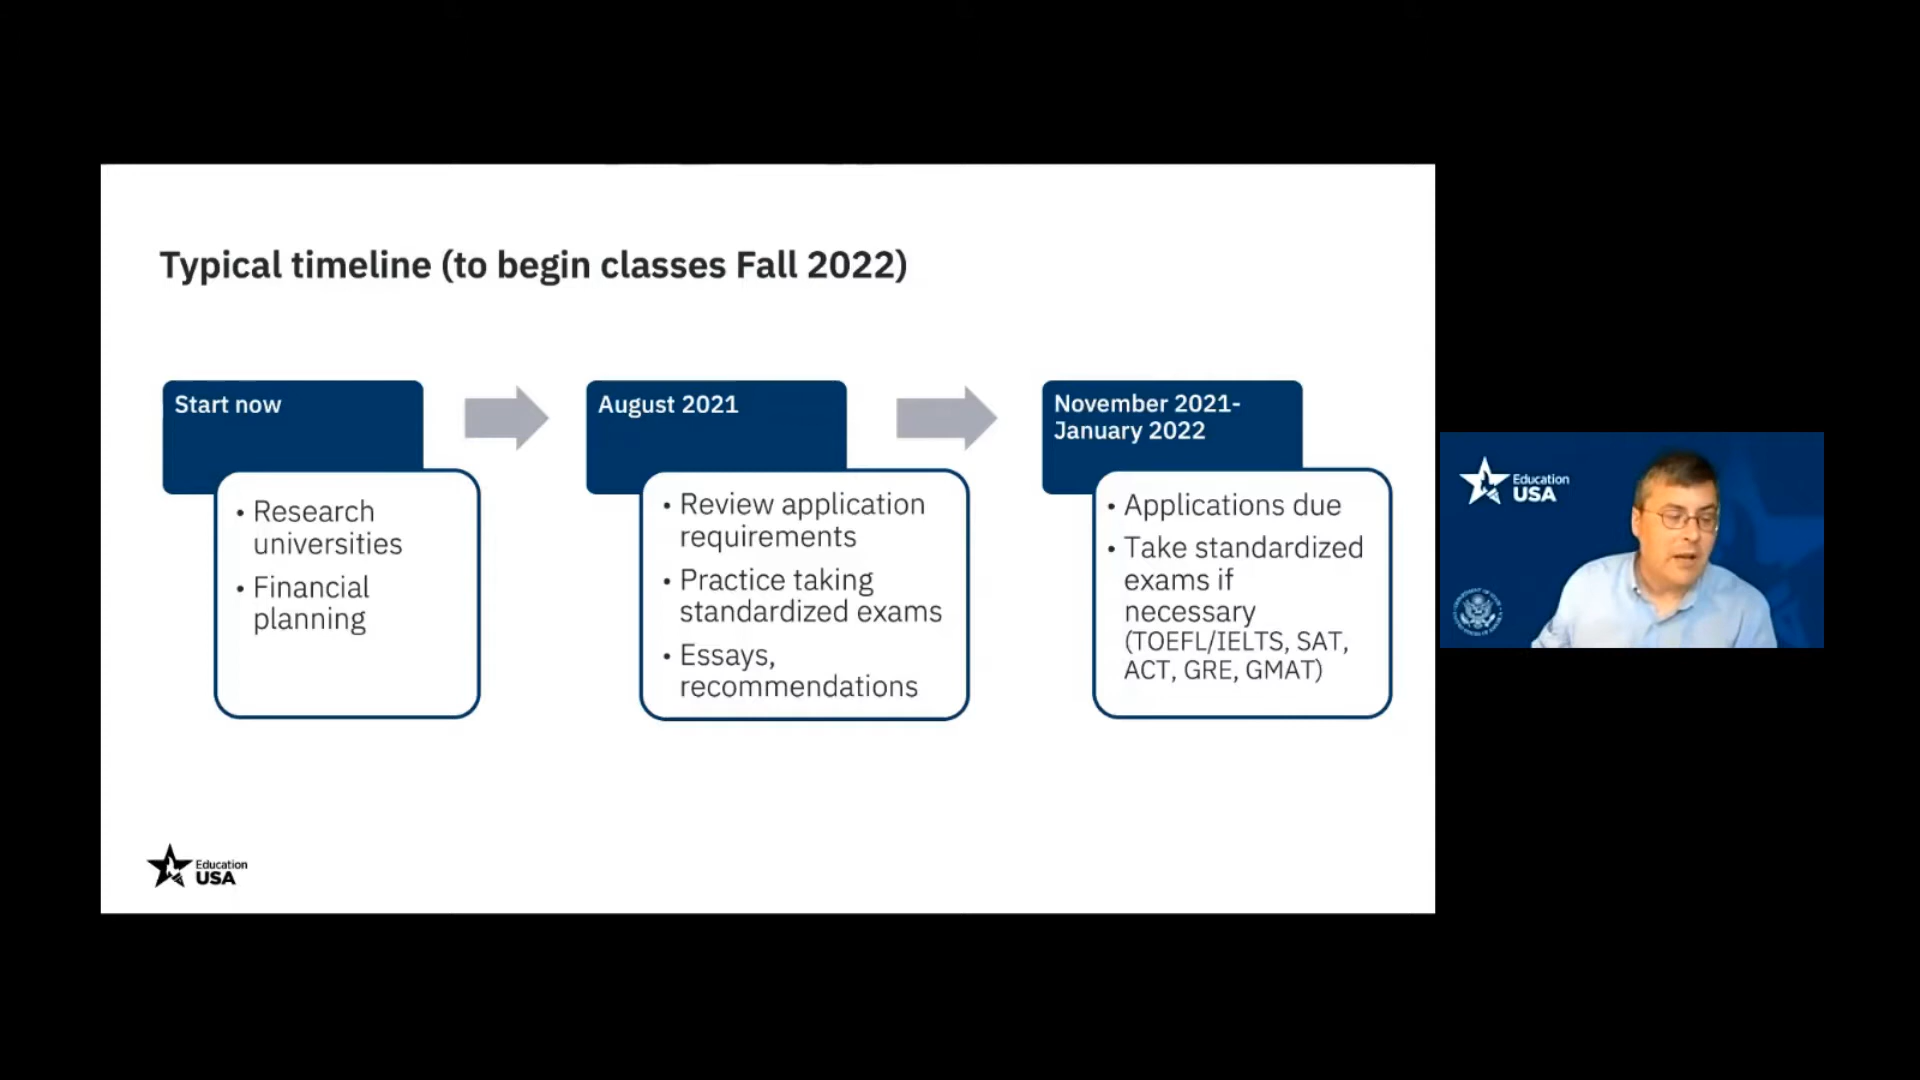 Typical timeline (to begin classes Fall 2022)
Start now
• Research
universities
• Financial
planning
August 2021
• Review application
requirements
• Practice taking
standardized exams
• Essays,
recommendations
November 2021-
January 2022
• Applications due
• Take standardized
exams if
necessary
(TOEFL/IELTS, SAT,
ACT, GRE, GMAT)
Education
USA
Education
USA